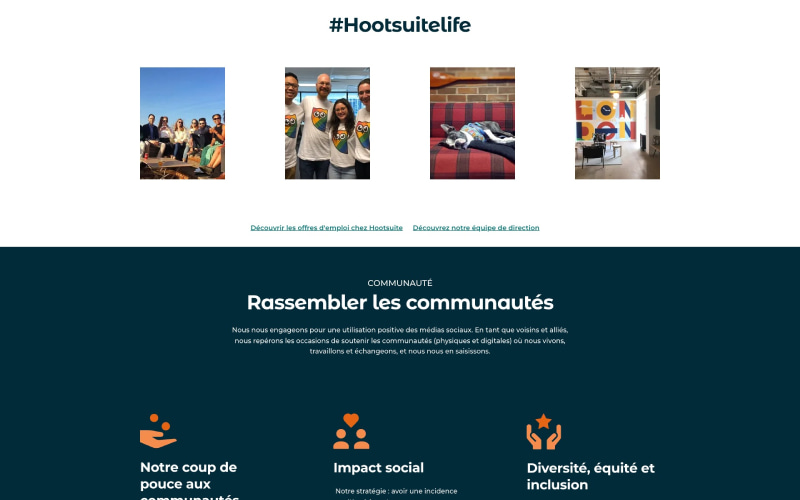 #Hootsuitelife
LONDON
Découvrir les offres d'emploi chez Hootsuite Découvrez notre équipe de direction
COMMUNAUTÉ
Rassembler les communautés
Nous nous engageons pour une utilisation positive des médias sociaux. En tant que voisins et alliés,
nous repérons les occasions de soutenir les communautés (physiques et digitales) où nous vivons,
travaillons et échangeons, et nous nous en saisissons.
Notre coup de
pouce aux
communautés
Impact social
Notre stratégie : avoir une incidence
Diversité, équité et
inclusion